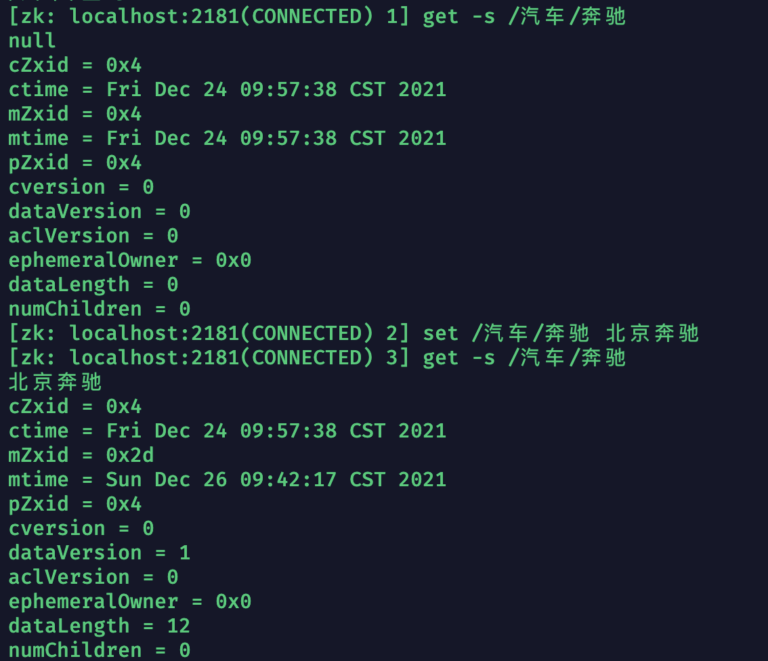 [zk: localhost:2181(CONNECTED) 1] get -s /汽车/奔驰
null
cZxid = 0x4
ctime = Fri Dec 24 09:57:38 CST 2021
mZxid = 0x4
mtime = Fri Dec 24 09:57:38 CST 2021
pZxid = 0x4
cversion = 0
dataVersion = 0
aclVersion = 0
ephemeralOwner = 0x0
dataLength = 0
numChildren = 0
[zk: localhost:2181(CONNECTED) 2] set /汽车/奔驰 北京奔驰
[zk: localhost:2181(CONNECTED) 3] get -s /汽车/奔驰
北京奔驰
cZxid = 0x4
ctime = Fri Dec 24 09:57:38 CST 2021
mZxid = 0x2d
mtime = Sun Dec 26 09:42:17 CST 2021
pZxid = 0x4
cversion = 0
dataVersion = 1
aclVersion = 0
ephemeralOwner = 0x0
dataLength = 12
numChildren = 0